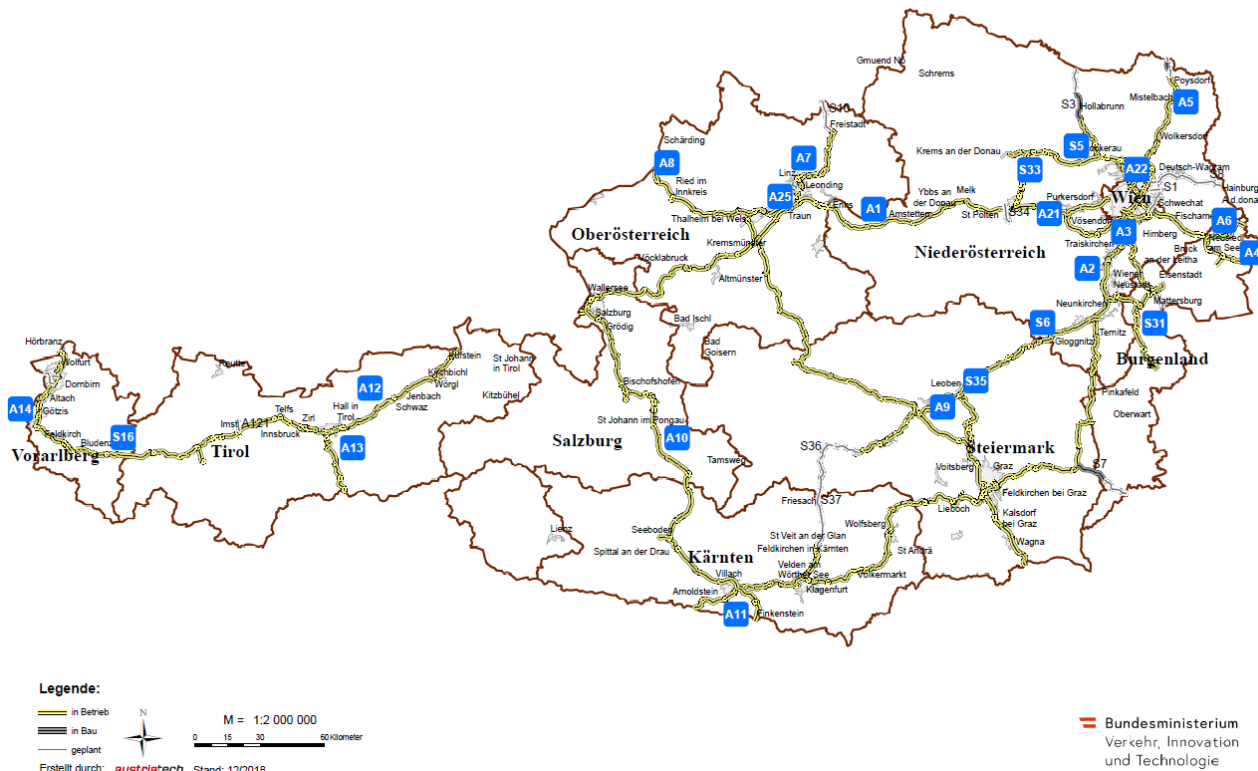 Gmuend Nö
Schrems
Poysdorf
S3
Hollabrunn
Mistelbach
A5
S10
Freistadt
Schärding
Wolkersdorf
S5
Krems an der Donau
A7
A8
Linz
S33
A22
Deutsch-Wagram
S8
Ried im
Innkreis
Leonding
A25
Ybbs an
der Donau
Melk
Purkersdorf
S1
Hainburg
A.d.donau
Wien
Schwechat
A1
Enns
Amstetten
St Pölten
S34
A21
Vösendorf
A6
Thalheim bei Wels
Traun
Oberösterreich
Kremsmünster
Niederösterreich
Traiskirchen
A3
Himberg
Neusiedl
am See
A4
Bruck
an der Leitha
Vöcklabruck
Altmünster
A2
Wiener
Neustadt
Eisenstadt
Wallersee
Salzburg
Grödig
Bad Ischl
Neunkirchen
Mattersburg
S6
Ternitz
S31
Gloggnitz
Burgenland
Hörbranz
Wolfurt
Dornbirn
Altach
Götzis
A14
Feldkirch
Bludenz
S16
Vorarlberg
Reutte
Kufstein
Kirchbichl
Wörgl
St Johann
in Tirol
Kitzbühel
Bad
Goisern
A12
Jenbach
Schwaz
Hall in
Tirol
Telfs
Zirl
Imst
A12
Innsbruck
A13
Tirol
Bischofshofen
St Johann im Pongau
A10
Salzburg
Tamsweg
Leoben
S35
A9
Pinkafeld
Oberwart
S36
Steiermark
Voitsberg
Graz
S7
S37
Friesach
Feldkirchen bei Graz
Lieboch
Kalsdorf
bei Graz
Wagna
Lienz
Seeboden
Spittal an der Drau
Kärnten
St Veit an der Glan
Feldkirchen in Kärnten
Wolfsberg
St Andrä
Velden am
Wörther See
Villach
Klagenfurt
Völkermarkt
Arnoldstein
A11
Finkenstein
Legende:
in Betrieb
in Bau
geplant
N
M = 1:2 000 000
0 15 30 60 Kilometer
Erstellt durch: austriatech Stand: 12/2018
Bundesministerium
Verkehr, Innovation
und Technologie